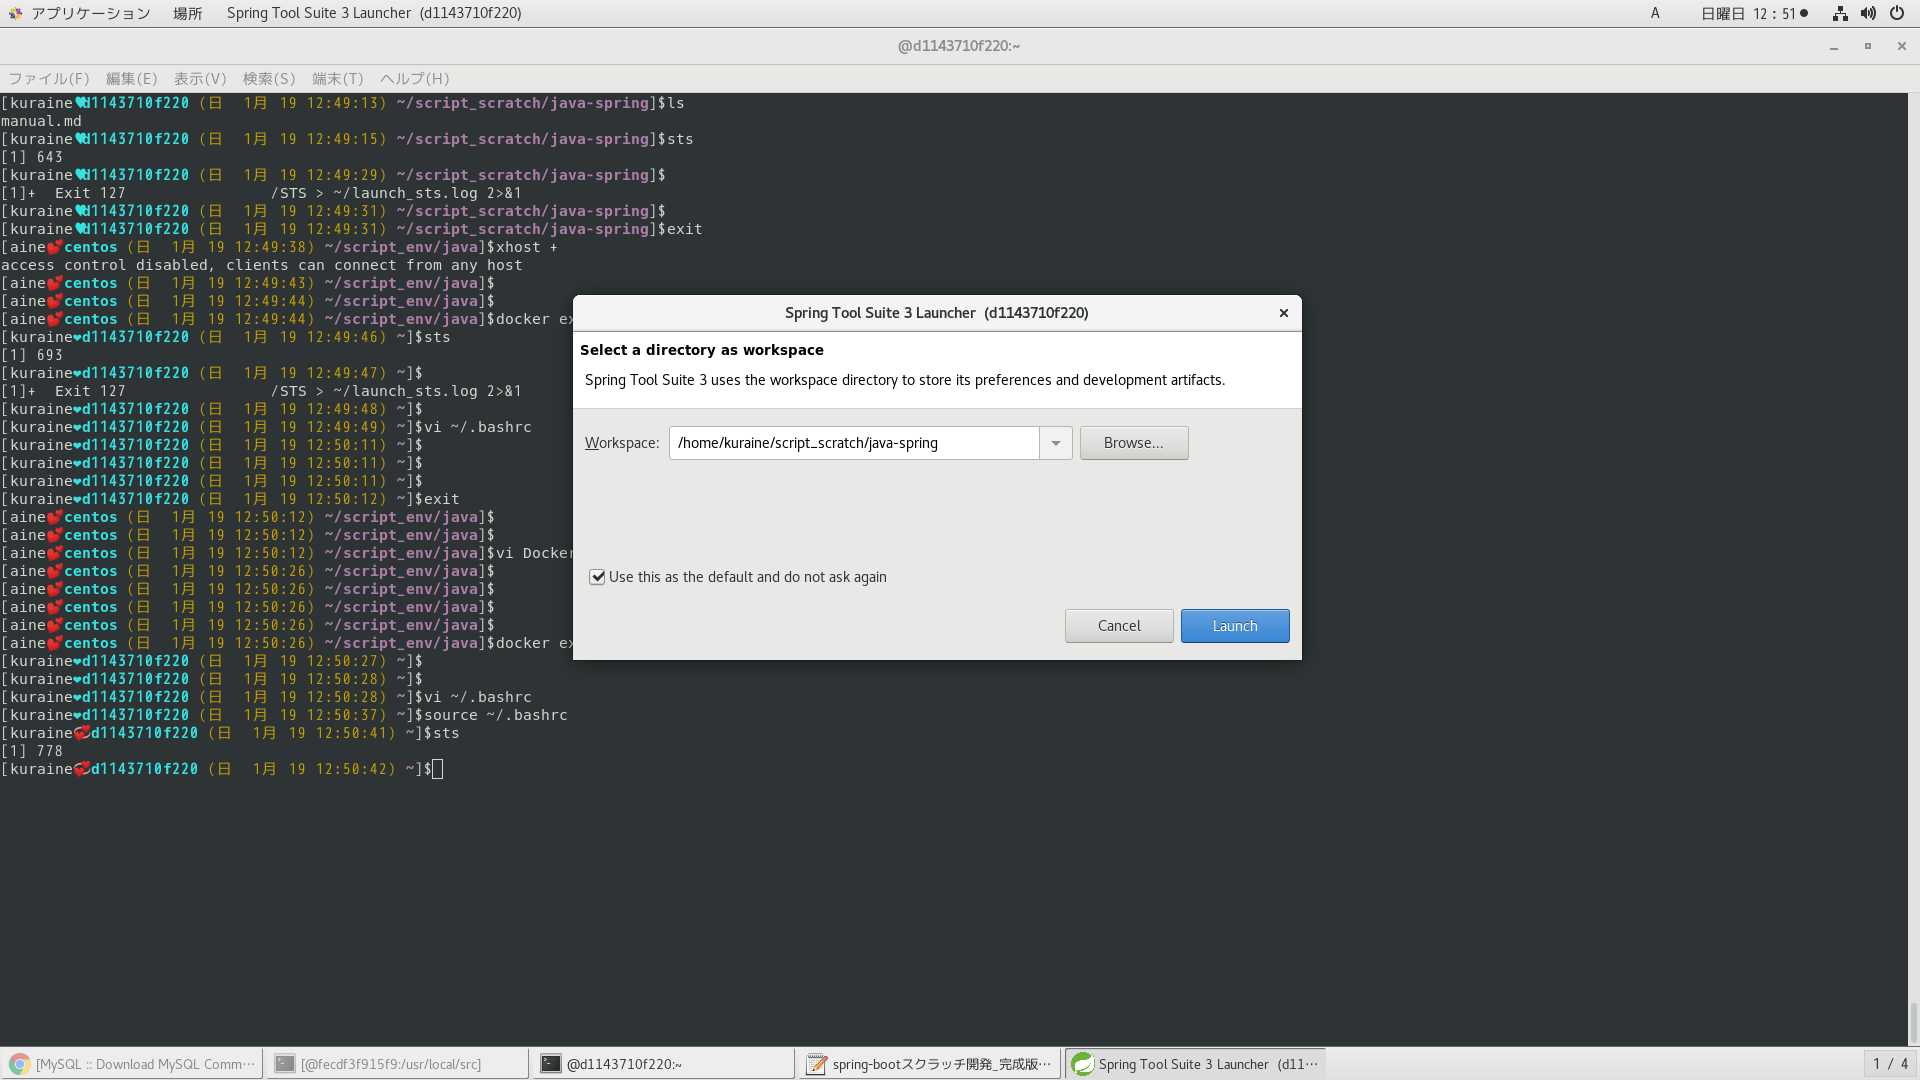 アプリケーション 場所 Spring Tool Suite 3 Launcher (d1143710f220) A 日曜日 12 : 51
@d1143710f220:~
ファイル(F) 編集(E) 表示(V) 検索(S) 端末(T) ヘルプ(H)
[kuraine♥d1143710f220 (日 1月 19 12:49:13) ~/script_scratch/java-spring]$ls
manual.md
[kuraine♥d1143710f220 (日 1月 19 12:49:15) ~/script_scratch/java-spring]$sts
[1] 643
[kuraine♥d1143710f220 (日 1月 19 12:49:29) ~/script_scratch/java-spring]$
[1]+ Exit 127 /STS > ~/launch_sts.log 2>&1
[kuraine♥d1143710f220 (日 1月 19 12:49:31) ~/script_scratch/java-spring]$
[kuraine♥d1143710f220 (日 1月 19 12:49:31) ~/script_scratch/java-spring]$exit
[aine💕centos (日 1月 19 12:49:38) ~/script_env/java]$xhost +
access control disabled, clients can connect from any host
[aine💕centos (日 1月 19 12:49:43) ~/script_env/java]$
[aine💕centos (日 1月 19 12:49:44) ~/script_env/java]$
[aine💕centos (日 1月 19 12:49:44) ~/script_env/java]$docker ex
[kuraine❤d1143710f220 (日 1月 19 12:49:46) ~]$sts
[1] 693
[kuraine❤d1143710f220 (日 1月 19 12:49:47) ~]$
[1]+ Exit 127 /STS > ~/launch_sts.log 2>&1
[kuraine❤d1143710f220 (日 1月 19 12:49:48) ~]$
[kuraine❤d1143710f220 (日 1月 19 12:49:49) ~]$vi ~/.bashrc
[kuraine❤d1143710f220 (日 1月 19 12:50:11) ~]$
[kuraine❤d1143710f220 (日 1月 19 12:50:11) ~]$
[kuraine❤d1143710f220 (日 1月 19 12:50:11) ~]$
[kuraine❤d1143710f220 (日 1月 19 12:50:12) ~]$exit
[aine💕centos (日 1月 19 12:50:12) ~/script_env/java]$
[aine💕centos (日 1月 19 12:50:12) ~/script_env/java]$
[aine💕centos (日 1月 19 12:50:12) ~/script_env/java]$vi Docker
[aine💕centos (日 1月 19 12:50:26) ~/script_env/java]$
[aine💕centos (日 1月 19 12:50:26) ~/script_env/java]$
[aine💕centos (日 1月 19 12:50:26) ~/script_env/java]$
[aine💕centos (日 1月 19 12:50:26) ~/script_env/java]$
[aine💕centos (日 1月 19 12:50:26) ~/script_env/java]$docker ex
[kuraine❤d1143710f220 (日 1月 19 12:50:27) ~]$
[kuraine❤d1143710f220 (日 1月 19 12:50:28) ~]$
[kuraine❤d1143710f220 (日 1月 19 12:50:28) ~]$vi ~/.bashrc
[kuraine❤d1143710f220 (日 1月 19 12:50:37) ~]$source ~/.bashrc
[kuraine💞d1143710f220 (日 1月 19 12:50:41) ~]$sts
[1] 778
[kuraine💞d1143710f220 (日 1月 19 12:50:42) ~]$
Spring Tool Suite 3 Launcher (d1143710f220)
Select a directory as workspace
Spring Tool Suite 3 uses the workspace directory to store its preferences and development artifacts.
Workspace: /home/kuraine/script_scratch/java-spring Browse...
Use this as the default and do not ask again
Cancel Launch
[MySQL :: Download MySQL Comm… [@fecdf3f915f9:/usr/local/src] @d1143710f220:~ spring-bootスクラッチ開発_完成版… Spring Tool Suite 3 Launcher (d11… 1 / 4